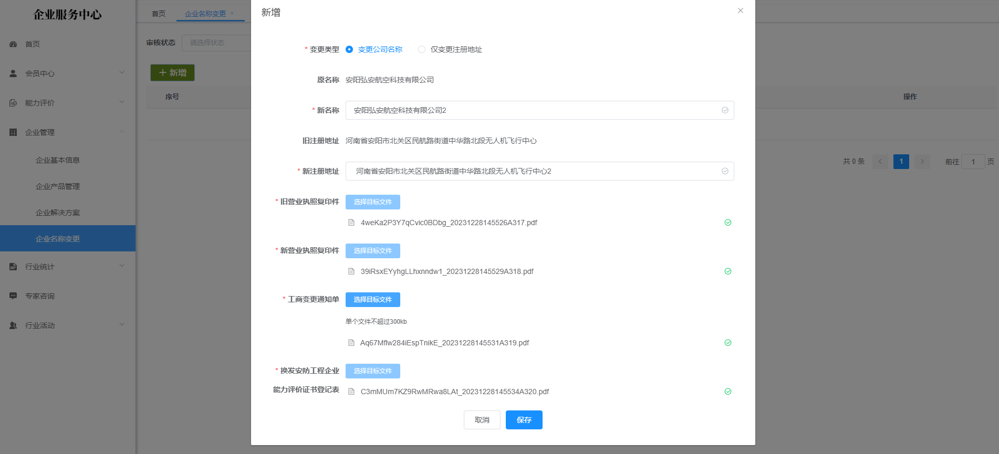 企业服务中心
首页
会员中心
能力评价
企业管理
企业基本信息
企业产品管理
企业解决方案
企业名称变更
行业统计
专家咨询
行业活动
首页
企业名称变更 ×
审核状态 请选择状态
+ 新增
序号
操作
共 0 条 < 1 > 前往 1 页
新增
* 变更类型 变更公司名称 仅变更注册地址
原名称 安阳弘安航空科技有限公司
* 新名称 安阳弘安航空科技有限公司2
旧注册地址 河南省安阳市北关区民航路街道中华路北段无人机飞行中心
* 新注册地址 河南省安阳市北关区民航路街道中华路北段无人机飞行中心2
* 旧营业执照复印件 选择目标文件
4weKa2P3Y7qCvic0BDbg_20231228145526A317.pdf
* 新营业执照复印件 选择目标文件
39iRsxEYyhgLLhxnndw1_20231228145529A318.pdf
* 工商变更通知单 选择目标文件
单个文件不超过300kb
Aq67Mflw284iEspTnikE_20231228145531A319.pdf
* 换发安防工程企业 选择目标文件
能力评价证书登记表 C3mMUm7KZ9RwMRwa8LAt_20231228145534A320.pdf
取消 保存